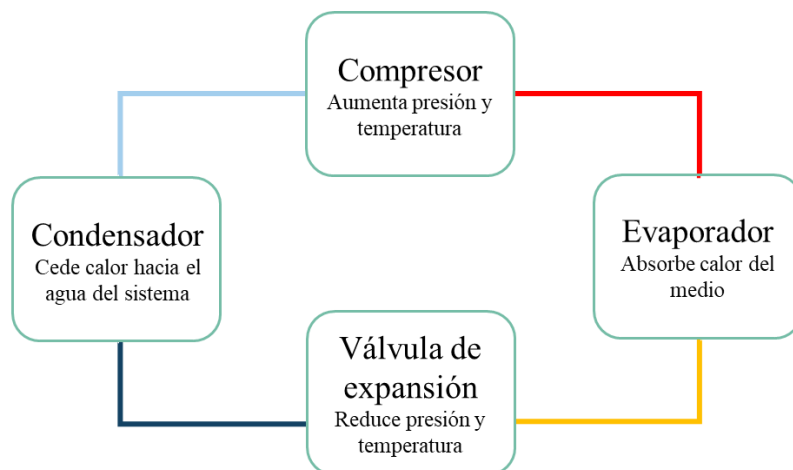 Compresor
Aumenta presión y
temperatura
Condensador
Cede calor hacia el
agua del sistema
Evaporador
Absorbe calor del
medio
Válvula de
expansión
Reduce presión y
temperatura